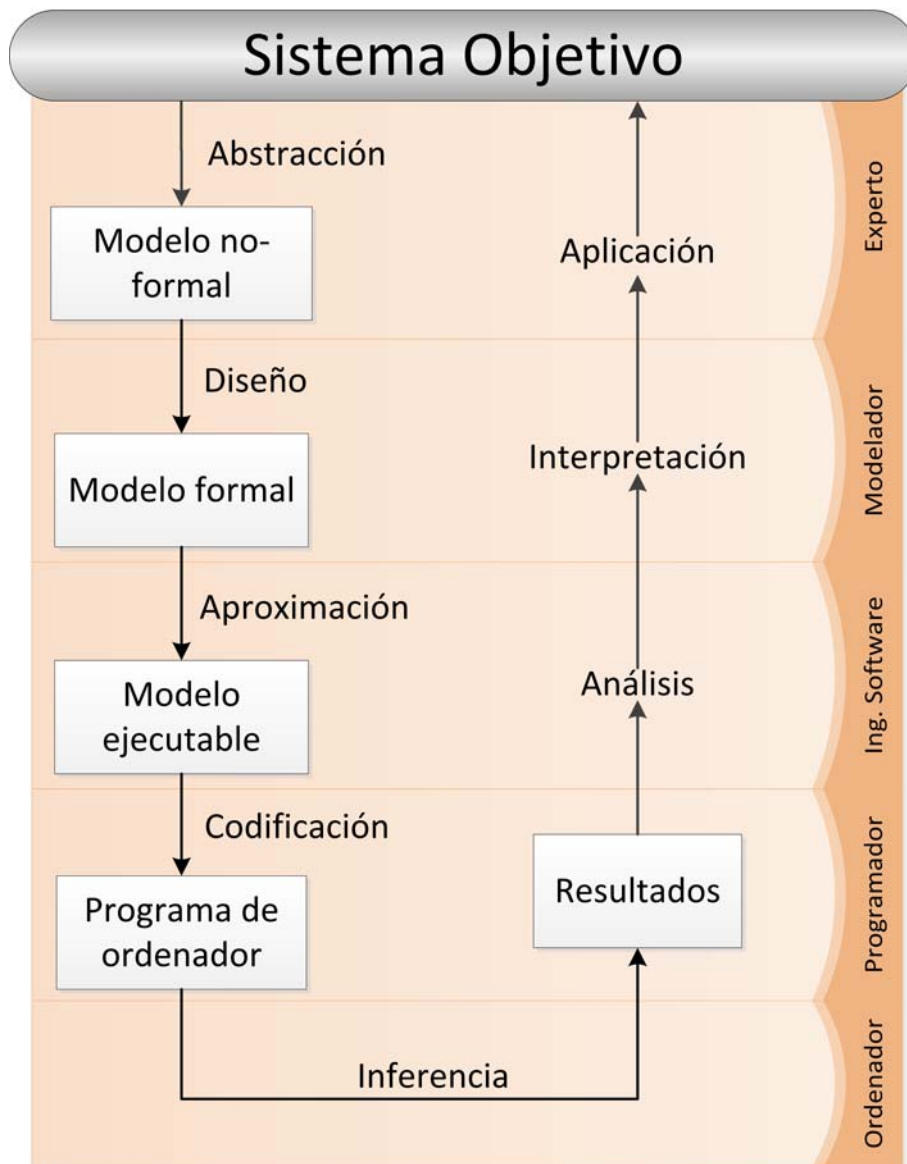 Sistema Objetivo
Abstracción
Modelo no-
formal
Aplicación
Experto
Diseño
Modelo formal
Interpretación
Modelador
Aproximación
Modelo
ejecutable
Análisis
Ing. Software
Codificación
Programa de
ordenador
Resultados
Programador
Inferencia
Ordenador